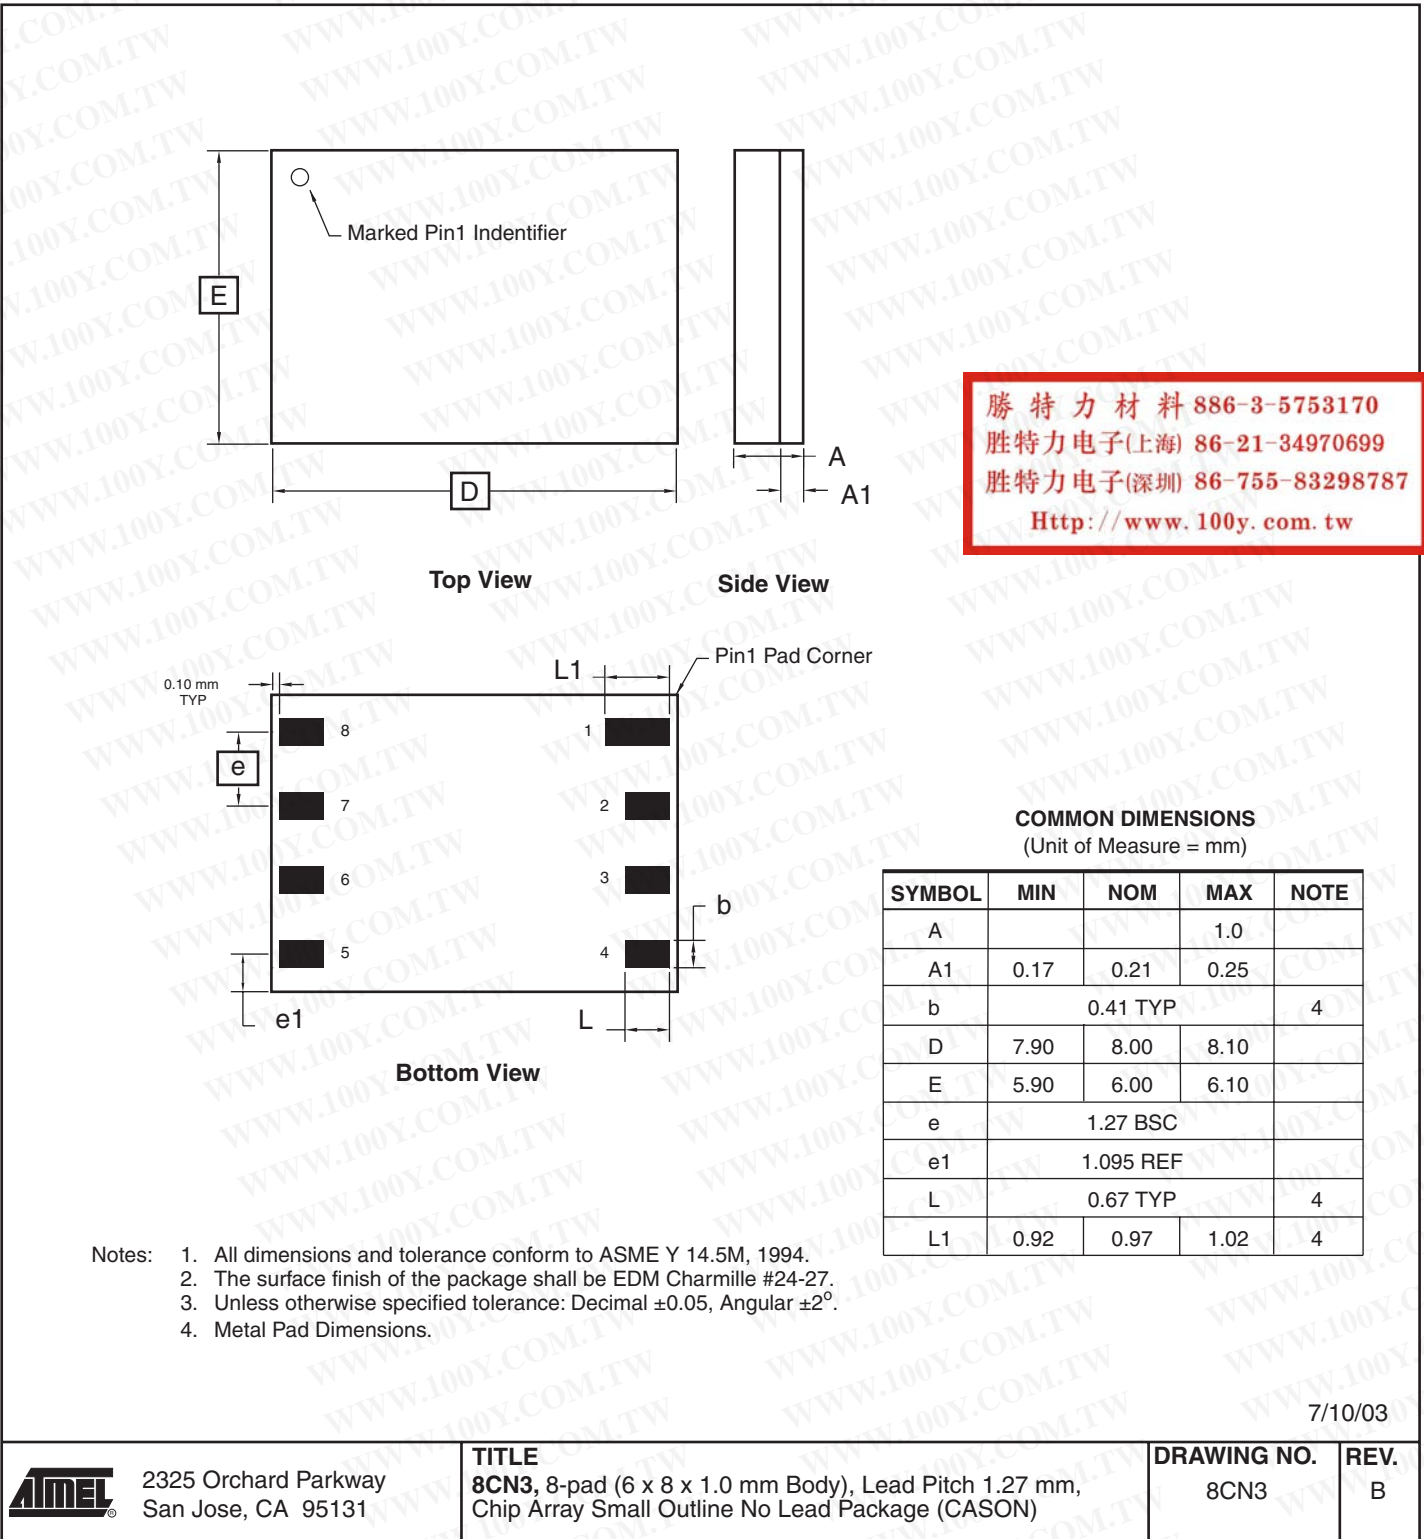 Marked Pin1 Indentifier
E
D
A
A1
勝特力材料 886-3-5753170
胜特力电子(上海) 86-21-34970699
胜特力电子(深圳) 86-755-83298787
Http://www.100y.com.tw
Top View
Side View
0.10 mm
TYP
L1
Pin1 Pad Corner
8
1
e
7
2
6
3
b
5
4
e1
L
Bottom View
COMMON DIMENSIONS
(Unit of Measure = mm)
SYMBOL MIN NOM MAX NOTE
A 1.0
A1 0.17 0.21 0.25
b 0.41 TYP 4
D 7.90 8.00 8.10
E 5.90 6.00 6.10
e 1.27 BSC
e1 1.095 REF
L 0.67 TYP 4
L1 0.92 0.97 1.02 4
Notes: 1. All dimensions and tolerance conform to ASME Y 14.5M, 1994.
2. The surface finish of the package shall be EDM Charmille #24-27.
3. Unless otherwise specified tolerance: Decimal ±0.05, Angular ±2°.
4. Metal Pad Dimensions.
7/10/03
ATMEL®
2325 Orchard Parkway
San Jose, CA 95131
TITLE
8CN3, 8-pad (6 x 8 x 1.0 mm Body), Lead Pitch 1.27 mm,
Chip Array Small Outline No Lead Package (CASON)
DRAWING NO.
8CN3
REV.
B
WWW.100Y.COM.TW